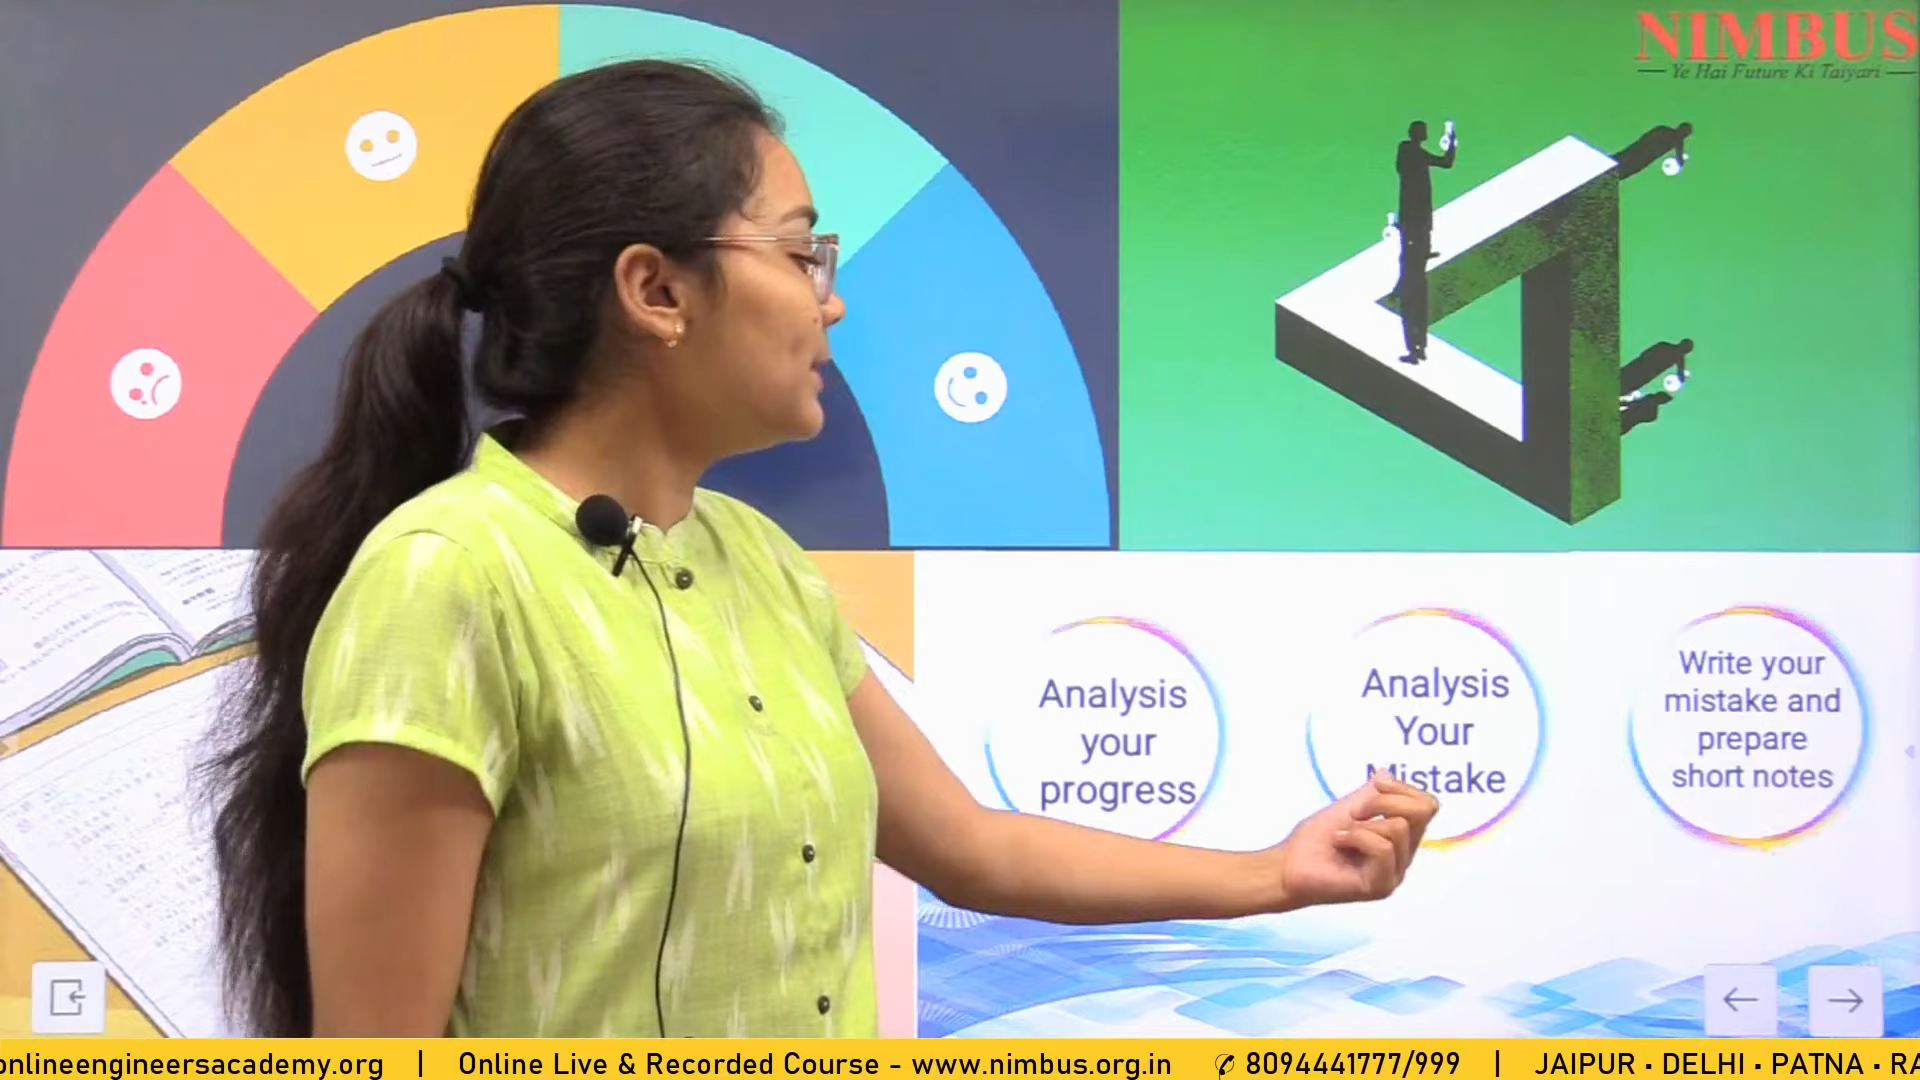 NIMBUS
Ye Hai Future Ki Taiyari
Analysis
your
progress
Analysis
Your
Mistake
Write your
mistake and
prepare
short notes
onlineengineersacademy.org | Online Live & Recorded Course - www.nimbus.org.in ✆ 8094441777/999 | JAIPUR • DELHI • PATNA • RA